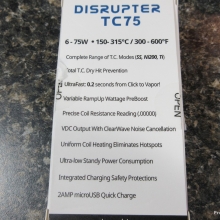 DISRUPTER
TC75
6 - 75W • 150-315°C / 300 - 600°F
Complete Range of T.C. Modes (SS, Ni200, Ti)
Total T.C. Dry Hit Prevention
UltraFast: 0.2 seconds from Click to Vapor!
Variable RampUp Wattage PreBoost
Precise Coil Resistance Reading (.00000)
VDC Output with ClearWave Noise Cancellation
Uniform Coil Heating Eliminates Hotspots
Ultra-low Standy Power Consumption
Integrated Charging Safety Protections
2AMP microUSB Quick Charge
OPEN
OPEN